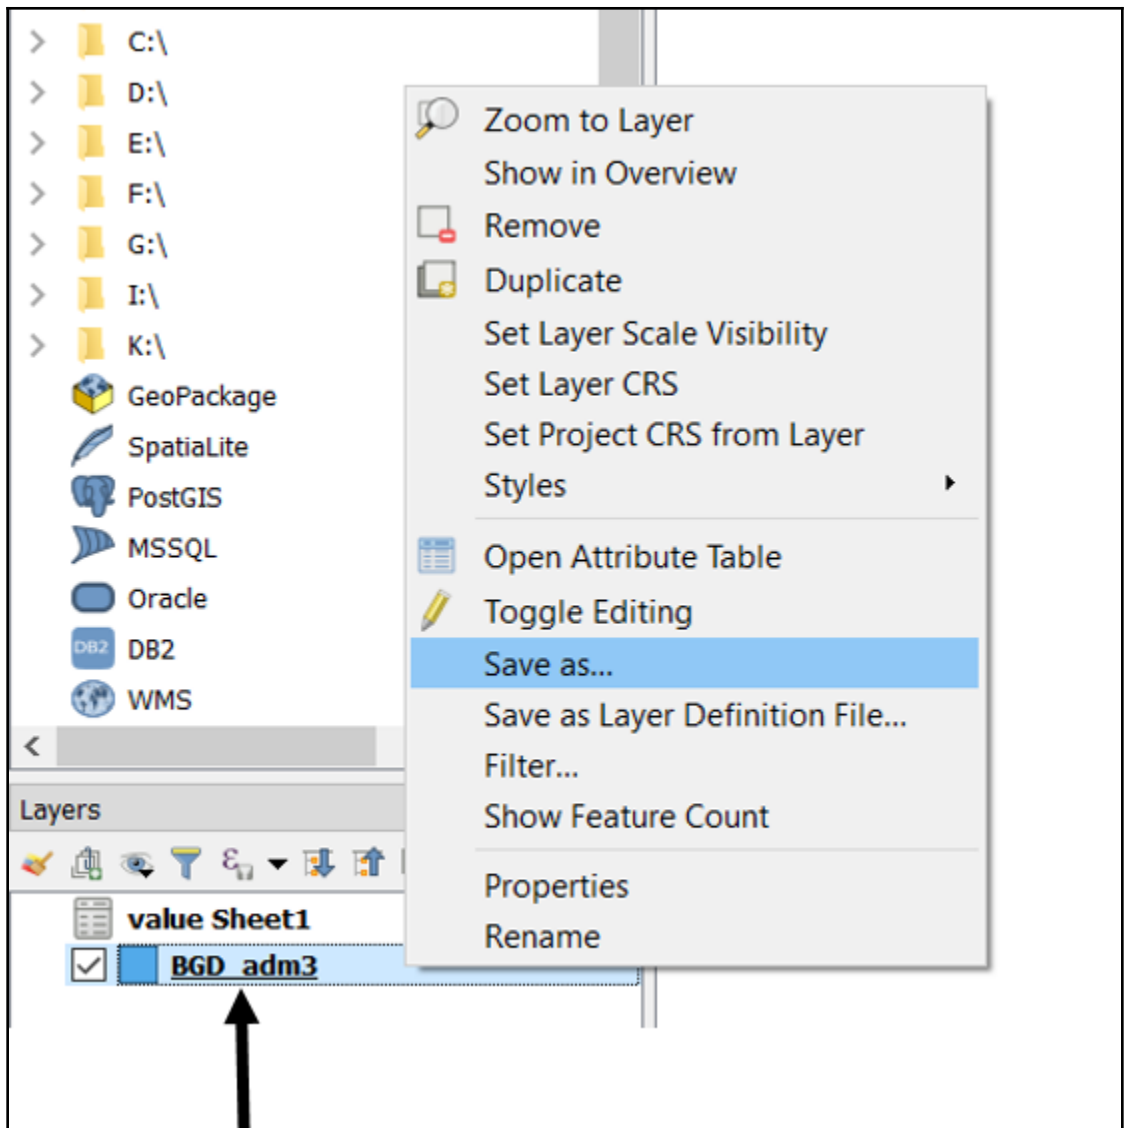 C:\
D:\
E:\
F:\
G:\
I:\
K:\
GeoPackage
SpatiaLite
PostGIS
MSSQL
Oracle
DB2 DB2
WMS
Zoom to Layer
Show in Overview
Remove
Duplicate
Set Layer Scale Visibility
Set Layer CRS
Set Project CRS from Layer
Styles
Open Attribute Table
Toggle Editing
Save as...
Save as Layer Definition File...
Filter...
Show Feature Count
Properties
Rename
Layers
value Sheet1
BGD_adm3